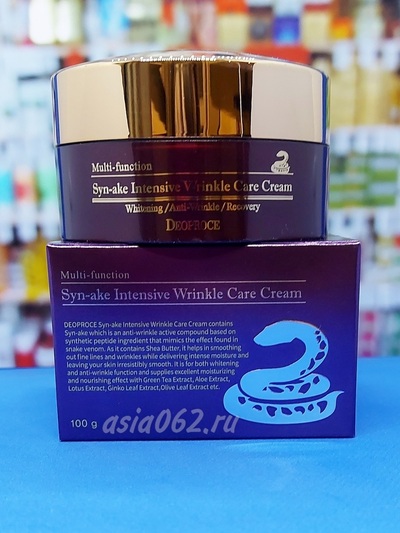 Multi-function
Syn-ake Intensive Wrinkle Care Cream
Whitening/Anti-Wrinkle/Recovery
DEOPROCE
Multi-function
Syn-ake Intensive Wrinkle Care Cream
DEOPROCE Syn-ake Intensive Wrinkle Care Cream contains
Syn-ake which is an anti-wrinkle active compound based on
synthetic peptide ingredient that mimics the effect found in
snake venom. As it contains Shea Butter, it helps in smoothing
out fine lines and wrinkles while delivering intense moisture and
leaving your skin irresistibly smooth. It is for both whitening
and anti-wrinkle function and supplies excellent moisturizing
and nourishing effect with Green Tea Extract, Aloe Extract,
Lotus Extract, Ginko Leaf Extract,Olive Leaf Extract etc.
100 g
asia062.ru